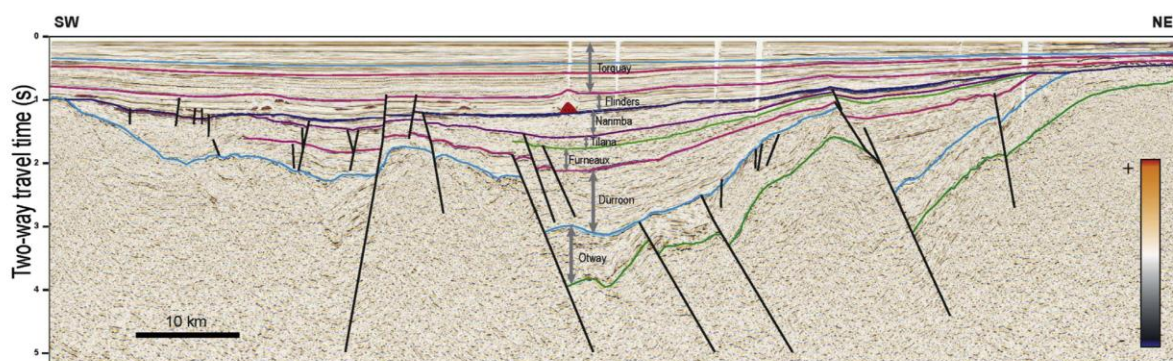 SW
NE
Two-way travel time (s)
0
1
2
3
4
5
Torquay
Flinders
Narimba
Tilana
Furneaux
Durroon
Otway
10 km
+
-